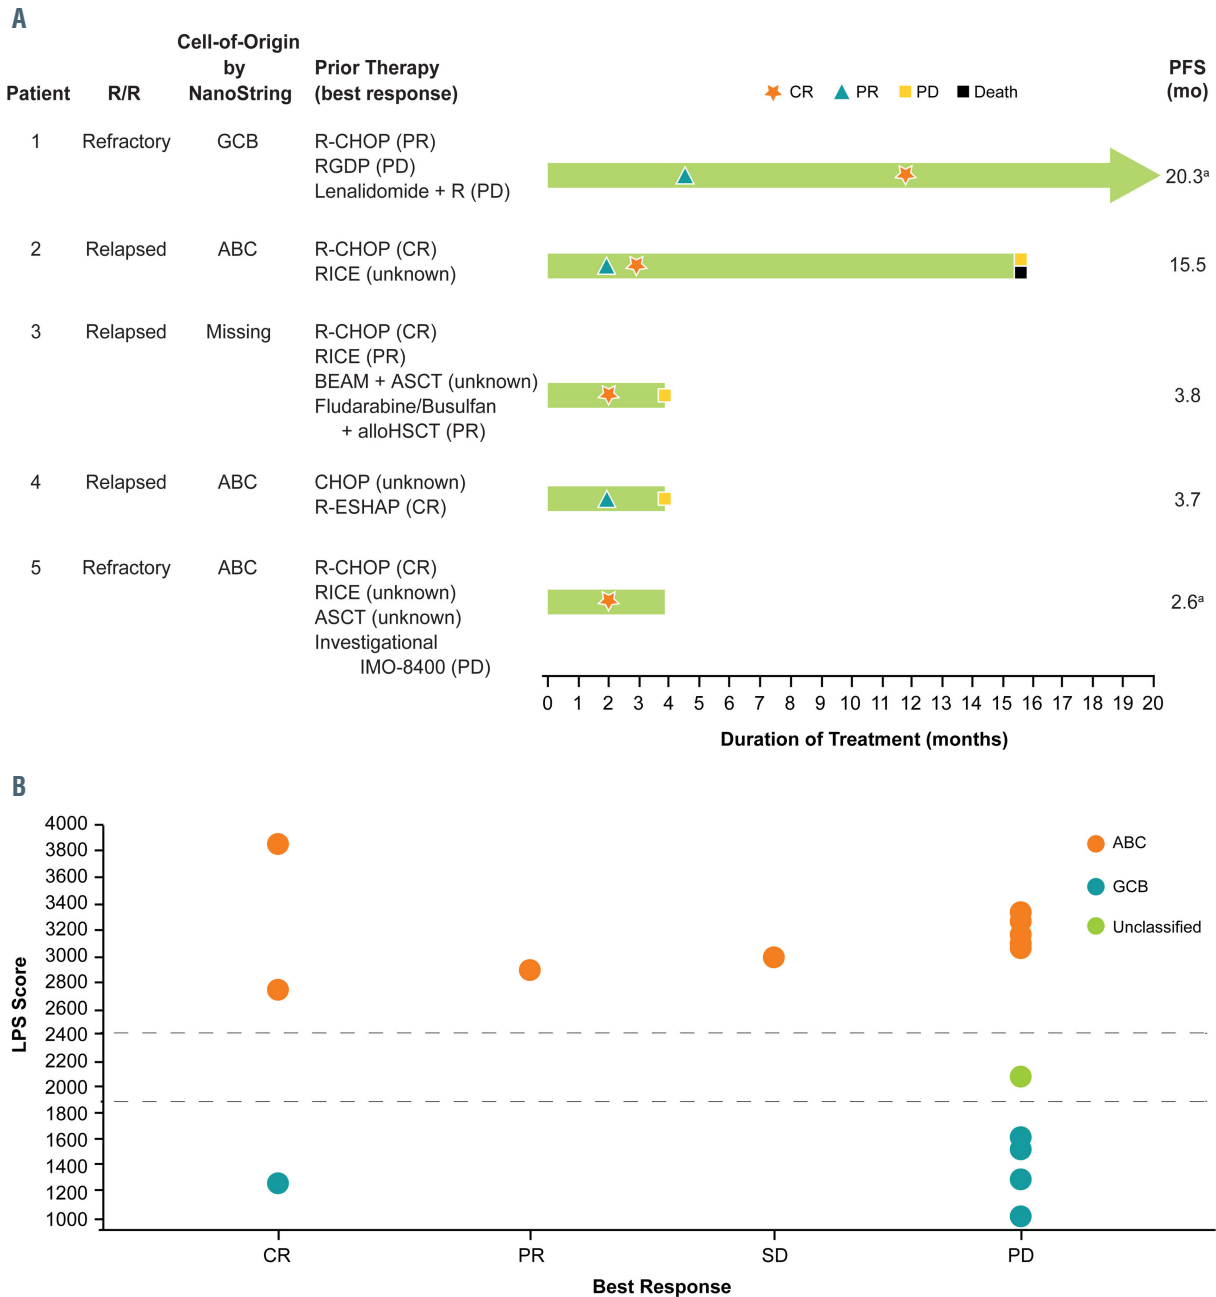 A
Patient R/R Cell-of-Origin by NanoString Prior Therapy (best response) CR PR PD Death PFS (mo)
1 Refractory GCB R-CHOP (PR)
RGDP (PD)
Lenalidomide + R (PD)
20.3ᵃ
2 Relapsed ABC R-CHOP (CR)
RICE (unknown)
15.5
3 Relapsed Missing R-CHOP (CR)
RICE (PR)
BEAM + ASCT (unknown)
Fludarabine/Busulfan
+ alloHSCT (PR)
3.8
4 Relapsed ABC CHOP (unknown)
R-ESHAP (CR)
3.7
5 Refractory ABC R-CHOP (CR)
RICE (unknown)
ASCT (unknown)
Investigational
IMO-8400 (PD)
2.6ᵃ
0 1 2 3 4 5 6 7 8 9 10 11 12 13 14 15 16 17 18 19 20
Duration of Treatment (months)
B
4000
3800
3600
3400
3200
3000
2800
2600
2400
2200
2000
1800
1600
1400
1200
1000
LPS Score
ABC
GCB
Unclassified
CR PR SD PD
Best Response